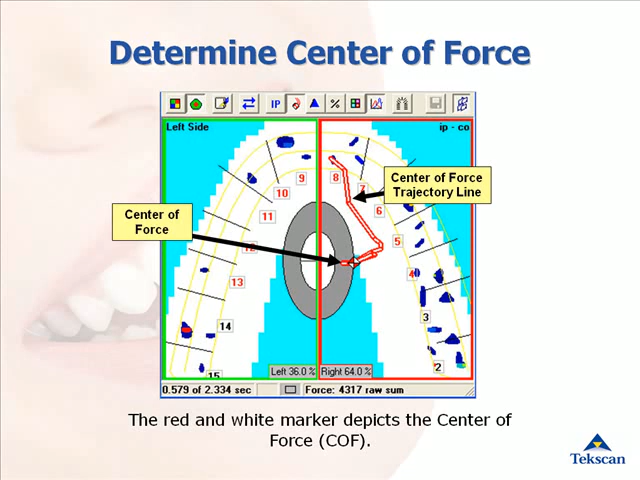 Determine Center of Force
IP
%
Left Side
ip - co
9
8
7
10
6
11
5
12
13
4
14
3
15
2
Center of Force
Trajectory Line
Center of
Force
Left 36.0 %
Right 64.0 %
0.579 of 2.334 sec
Force: 4317 raw sum
The red and white marker depicts the Center of
Force (COF).
Tekscan